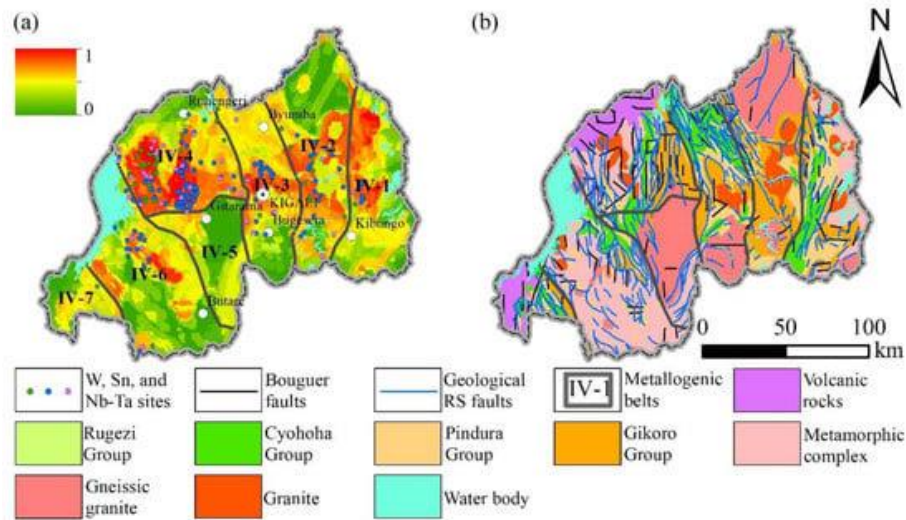 (a)
(b)
N
1
0
Ruhengeri
Byumba
IV-4
IV-2
IV-3
IV-1
KIGALI
Gitarama
Bugesera
Kibungo
IV-5
IV-6
IV-7
Butare
0 50 100
km
W, Sn, and
Nb-Ta sites
Bouguer
faults
Geological
RS faults
IV-1
Metallogenic
belts
Volcanic
rocks
Rugezi
Group
Cyohoha
Group
Pindura
Group
Gikoro
Group
Metamorphic
complex
Gneissic
granite
Granite
Water body